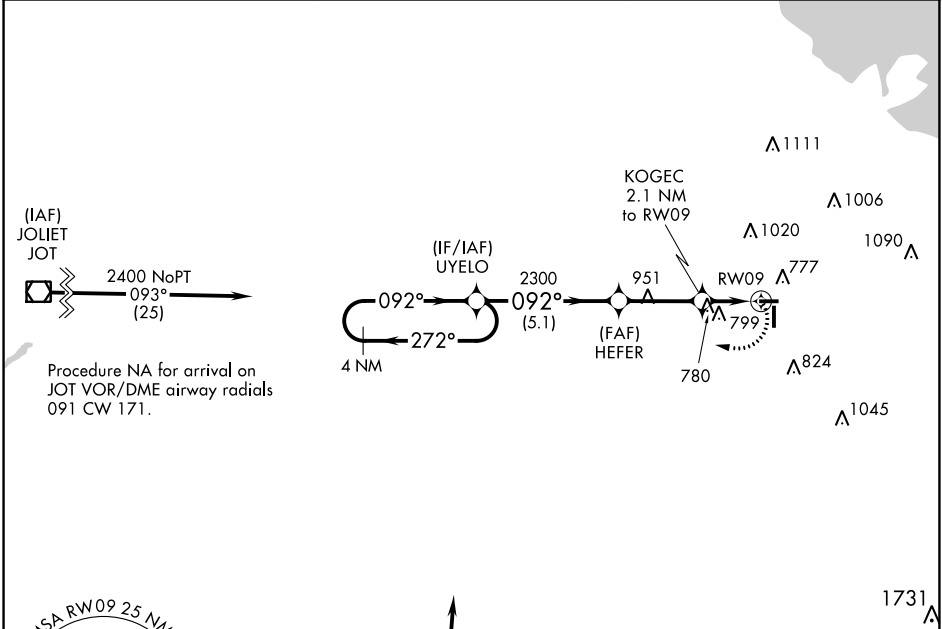 1111
KOGEC
2.1 NM
to RW09
1006
(IAF)
JOLIET
JOT
1020
1090
(IF/IAF)
UYELO
2400 NoPT
093°
(25)
2300
092°
092°
(5.1)
951
RW09
777
799
(FAF)
HEFER
272°
4 NM
780
824
Procedure NA for arrival on
JOT VOR/DME airway radials
091 CW 171.
1045
1731
RW09 25